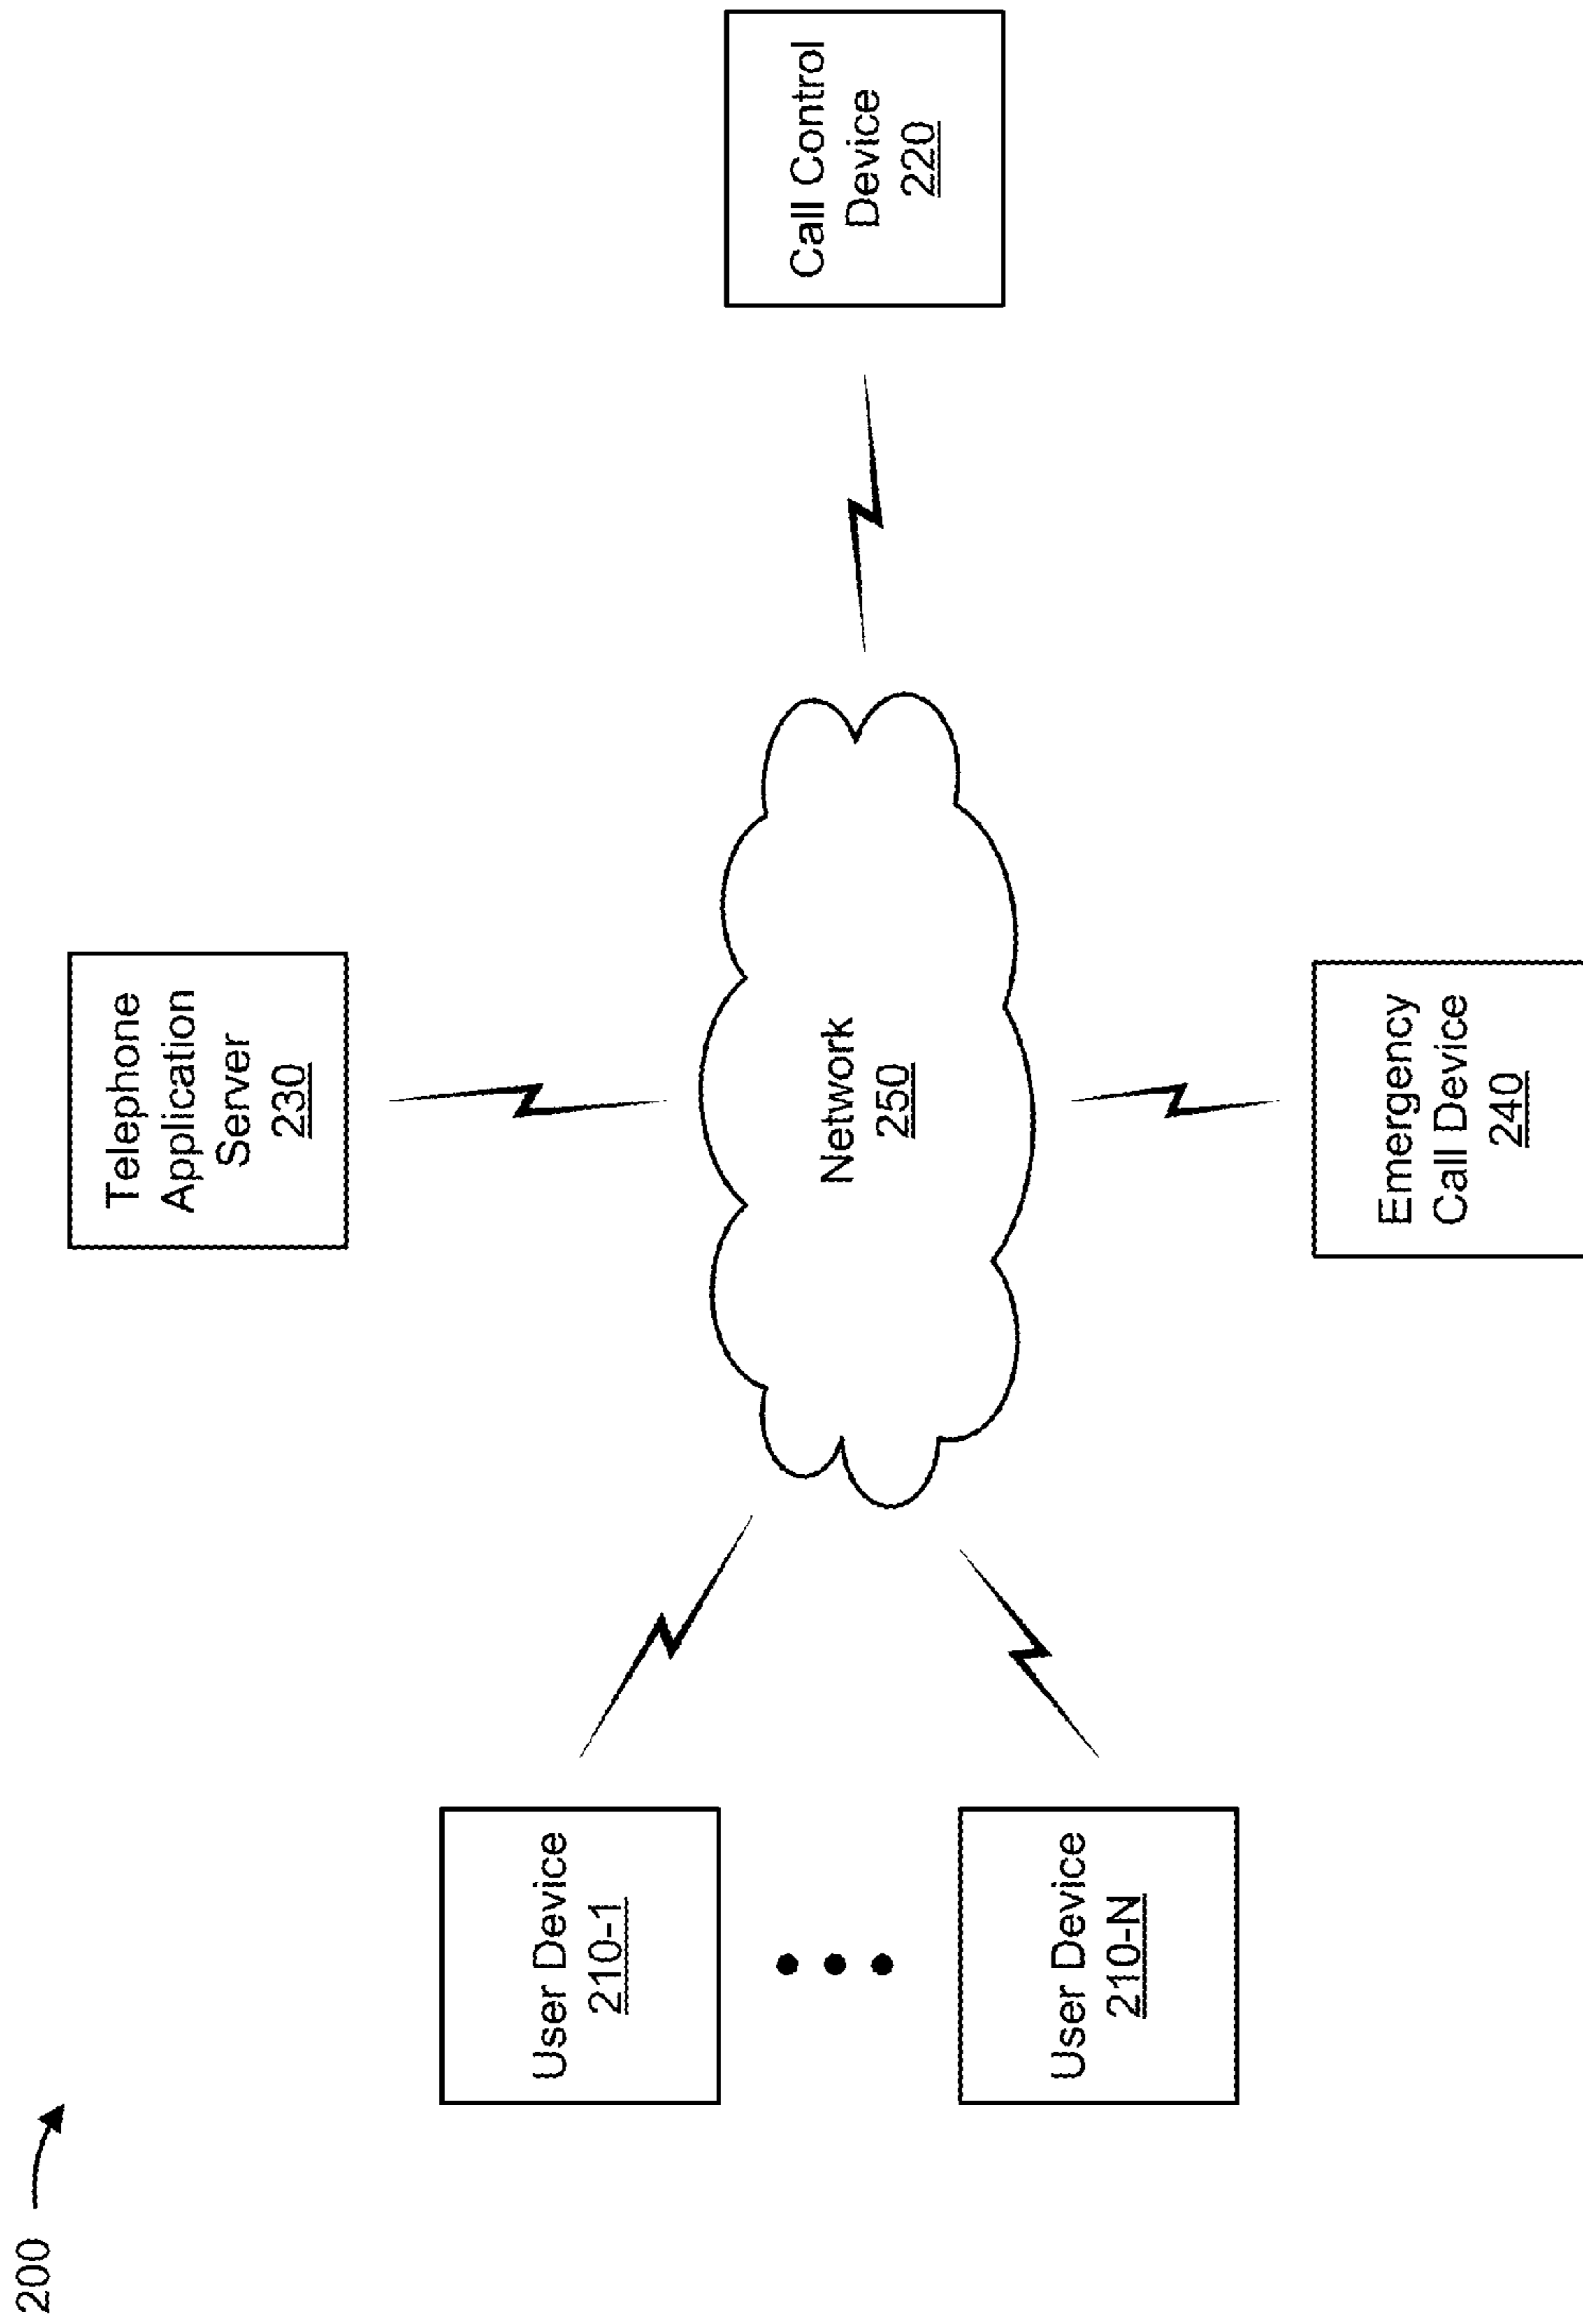 200
Telephone
Application
Server
230
User Device
210-1
User Device
210-N
Network
250
Call Control
Device
220
Emergency
Call Device
240